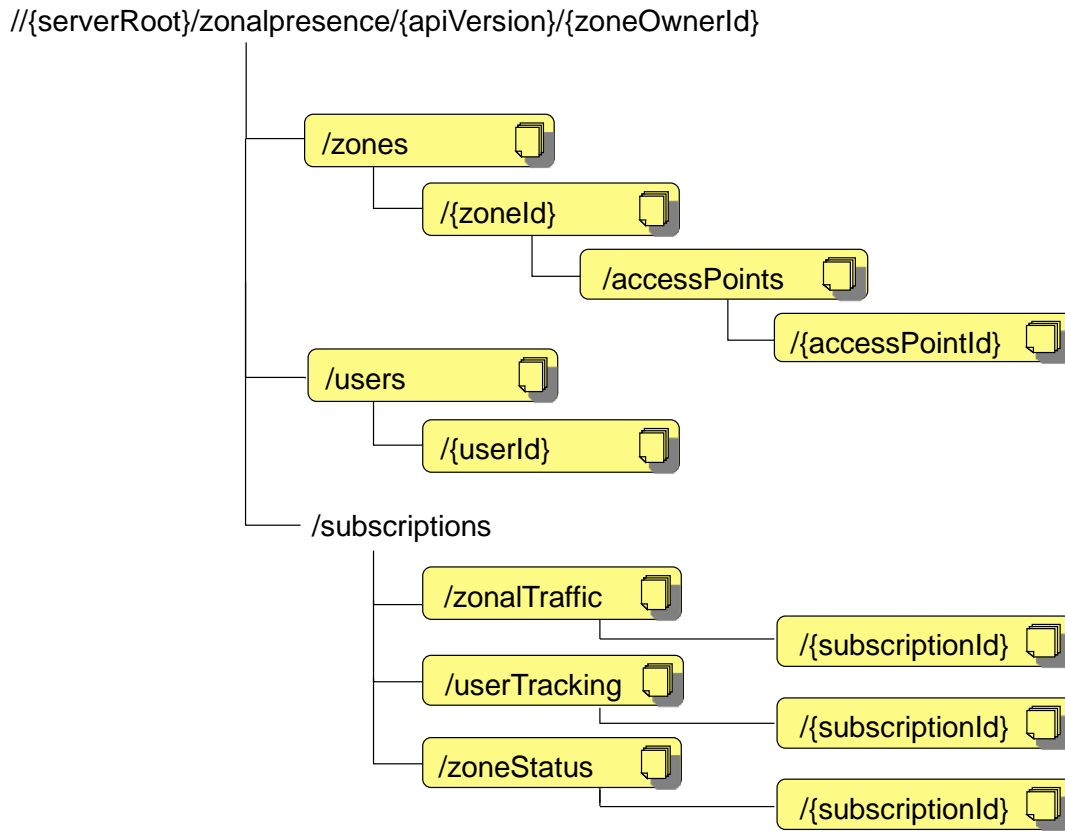 //{serverRoot}/zonalpresence/{apiVersion}/{zoneOwnerId}
/zones
/{zoneId}
/accessPoints
/{accessPointId}
/users
/{userId}
/subscriptions
/zonalTraffic
/{subscriptionId}
/userTracking
/{subscriptionId}
/zoneStatus
/{subscriptionId}